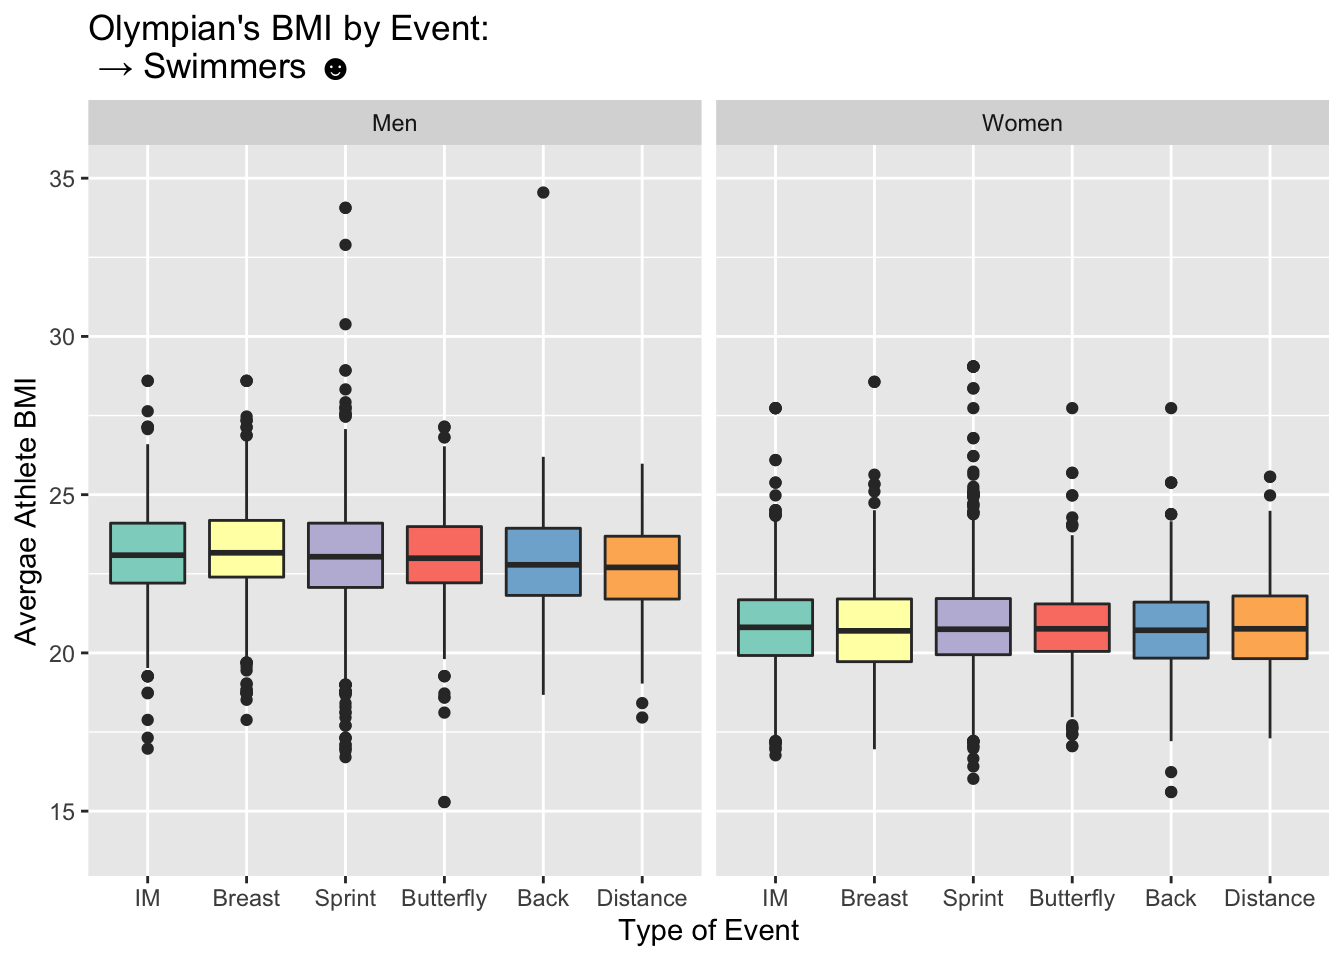 Olympian's BMI by Event:
→ Swimmers ☻
Men
Women
Avergae Athlete BMI
35
30
25
20
15
IM Breast Sprint Butterfly Back Distance
IM Breast Sprint Butterfly Back Distance
Type of Event